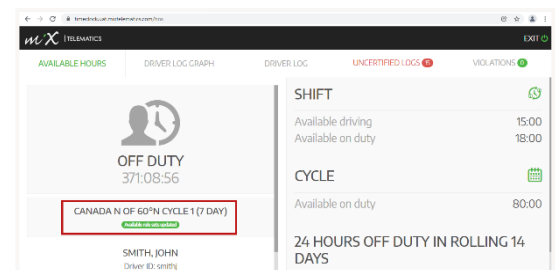 timeclock.uat.mixtelematics.com/#/
MiX TELEMATICS
EXIT
AVAILABLE HOURS
DRIVER LOG GRAPH
DRIVER LOG
UNCERTIFIED LOGS 15
VIOLATIONS 0
OFF DUTY
371:08:56
CANADA N OF 60ºN CYCLE 1 (7 DAY)
Available rule-sets updated
SMITH, JOHN
Driver ID: smithj
SHIFT
Available driving 15:00
Available on duty 18:00
CYCLE
Available on duty 80:00
24 HOURS OFF DUTY IN ROLLING 14
DAYS